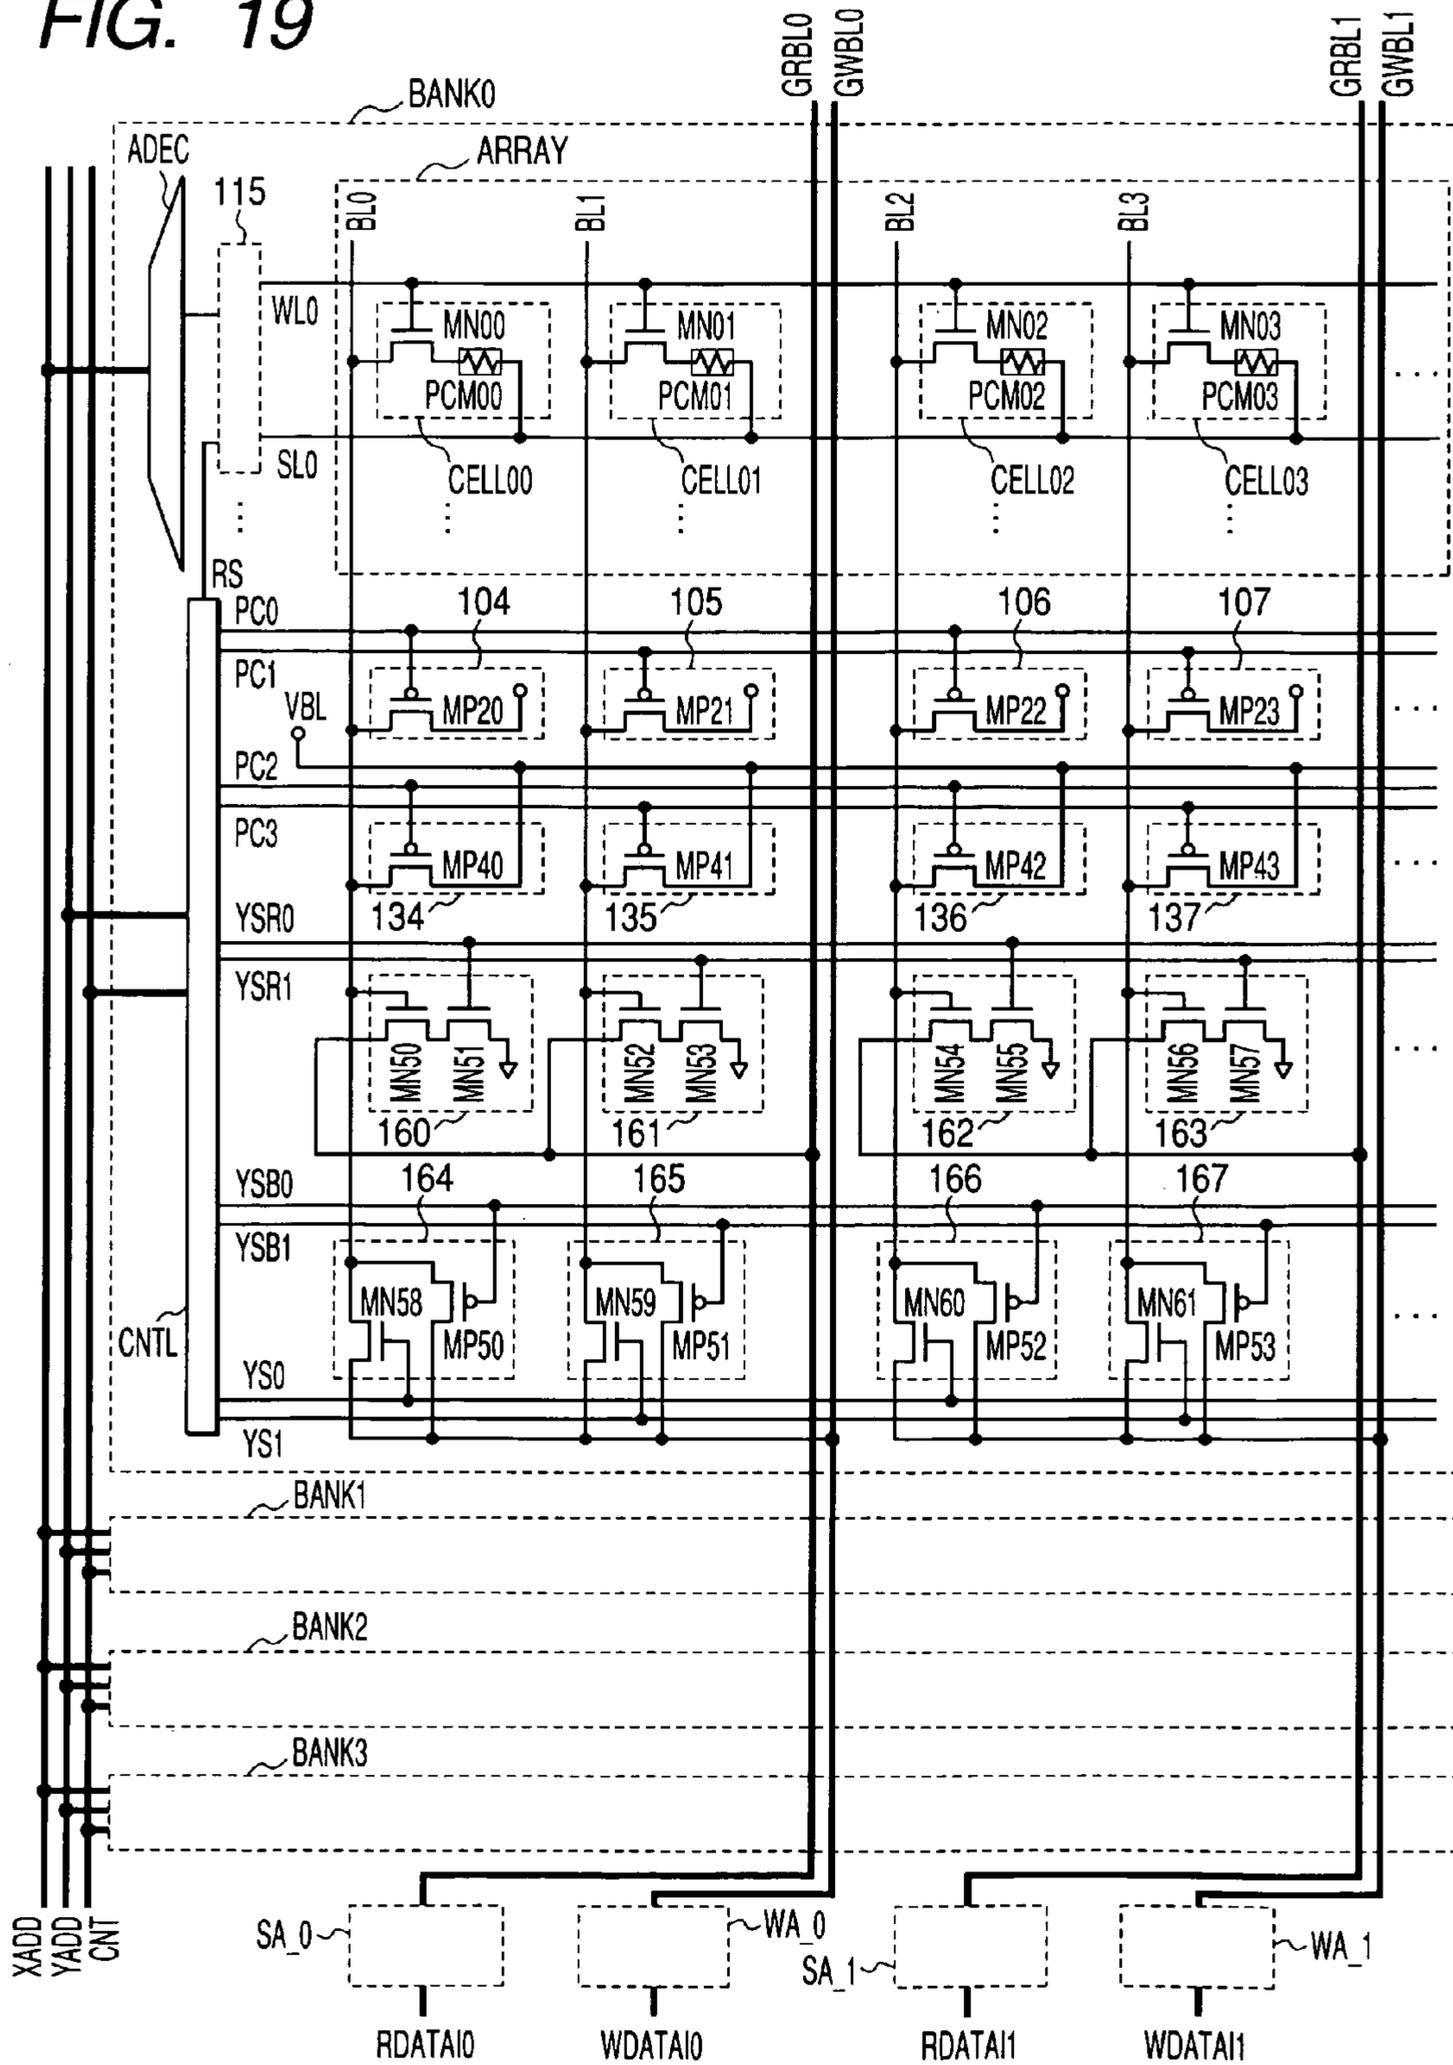 FIG. 19
GRBL0
GWBL0
GRBL1
GWBL1
BANK0
ADEC
ARRAY
115
BL0
BL1
BL2
BL3
WL0
MN00
MN01
MN02
MN03
PCM00
PCM01
PCM02
PCM03
...
SL0
CELL00
CELL01
CELL02
CELL03
RS
PC0
104
105
106
107
PC1
VBL
MP20
MP21
MP22
MP23
...
PC2
PC3
MP40
MP41
MP42
MP43
...
134
135
136
137
YSR0
YSR1
MN50
MN51
MN52
MN53
MN54
MN55
MN56
MN57
...
160
161
162
163
YSB0
164
165
166
167
YSB1
MN58
MN59
MN60
MN61
...
CNTL
MP50
MP51
MP52
MP53
YS0
YS1
BANK1
BANK2
BANK3
XADD
YADD
CNT
SA_0
WA_0
SA_1
WA_1
RDATAI0
WDATAI0
RDATAI1
WDATAI1